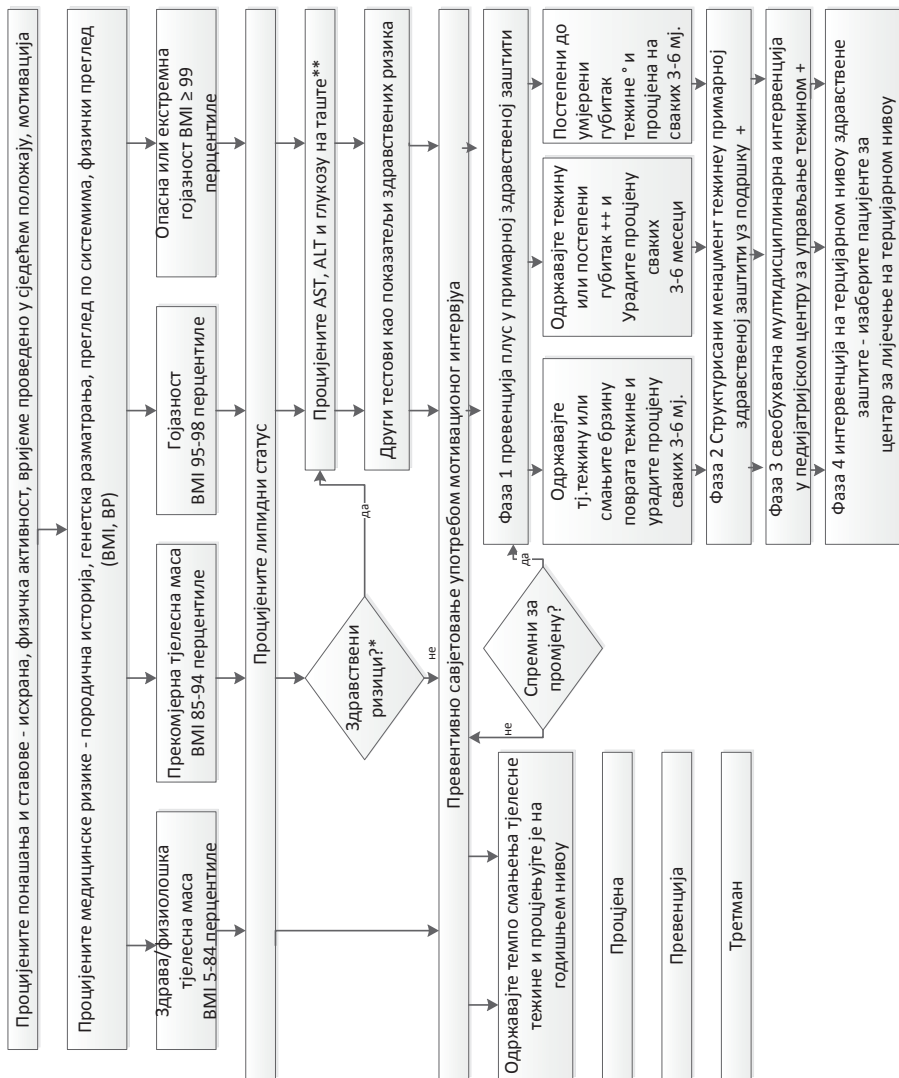 Процијените понашања и ставове - исхрана, физичка активност, вријеме проведено у сједећем положају, мотивација
Процијените медицинске ризике - породична историја, генетска разматрања, преглед по системима, физички преглед
(BMI, BP)
Здрава/физиолошка
тјелесна маса
BMI 5-84 перцентиле
Прекомјерна тјелесна маса
BMI 85-94 перцентиле
Гојазност
BMI 95-98 перцентиле
Опасна или екстремна
гојазност BMI ≥ 99
перцентиле
Процијените липидни статус
Здравствени
ризици?*
да
не
Процијените AST, ALT и глукозу на таште**
Други тестови као показатељи здравствених ризика
Превентивно савјетовање употребом мотивационог интервјуа
Одржавајте темпо смањења тјелесне
тежине и процјењујте је на
годишњем нивоу
не
Спремни за
промјену?
да
Фаза 1 превенција плус у примарној здравственој заштити
Одржавајте
тј.тежину или
смањите брзину
поврата тежине и
урадите процјену
сваких 3-6 мј.
Одржавајте тежину
или постепени
губитак ++ и
Урадите процјену
сваких
3-6 месеци
Постепени до
умјерени
губитак
тежине ° и
процјена на
сваких 3-6 мј.
Фаза 2 Структурисани менаџмент тежинеу примарној
здравственој заштити уз подршку +
Фаза 3 свеобухватна мултидисциплинарна интервенција
у педијатријском центру за управљање тежином +
Фаза 4 интервенција на терцијарном нивоу здравствене
заштите - изаберите пацијенте за
центар за лијечење на терцијарном нивоу
Процјена
Превенција
Третман